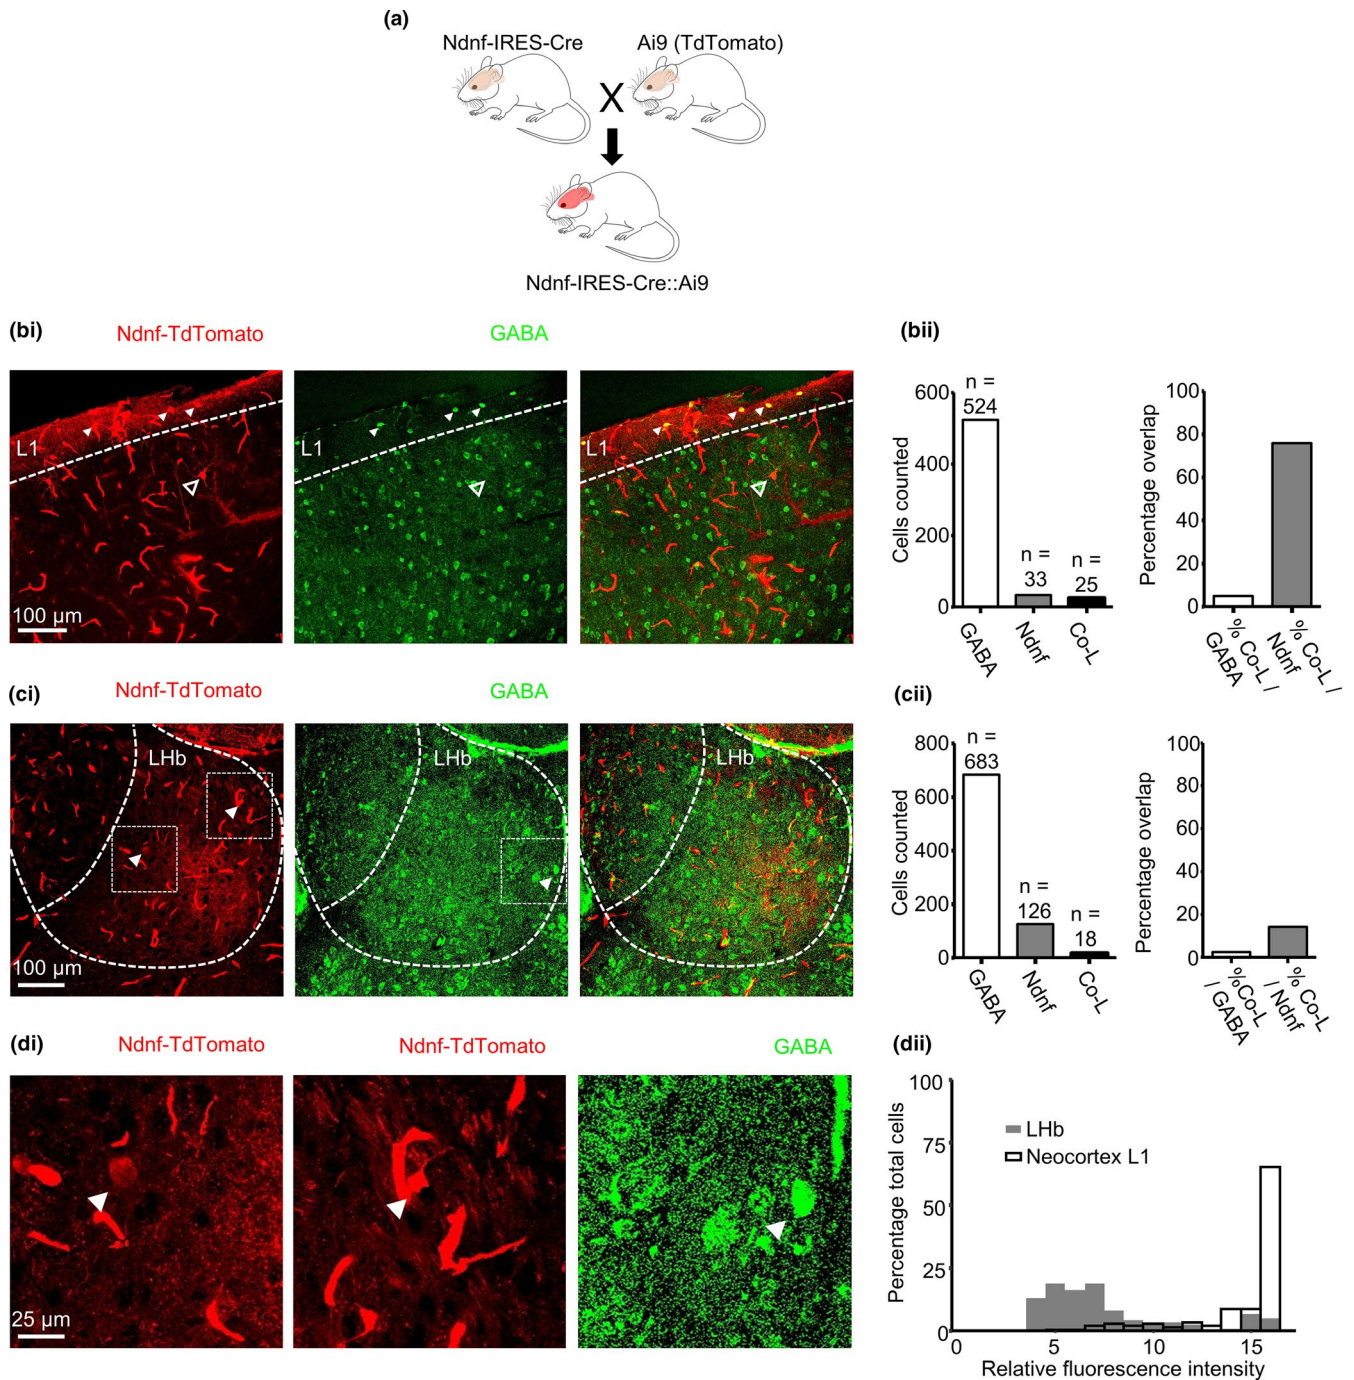 (a)
Ndnf-IRES-Cre
Ai9 (TdTomato)
X
Ndnf-IRES-Cre::Ai9
(bi)
Ndnf-TdTomato
GABA
L1
100 µm
L1
(bii)
Cells counted
600
400
200
0
n =
524
n =
33
n =
25
GABA
Ndnf
Co-L
Percentage overlap
100
80
60
40
20
0
% Co-L /
GABA
% Co-L /
Ndnf
(ci)
Ndnf-TdTomato
GABA
LHb
100 µm
LHb
LHb
(cii)
Cells counted
800
600
400
200
0
n =
683
n =
126
n =
18
GABA
Ndnf
Co-L
Percentage overlap
100
80
60
40
20
0
%Co-L
/ GABA
% Co-L
/ Ndnf
(di)
Ndnf-TdTomato
Ndnf-TdTomato
GABA
25 µm
(dii)
Percentage total cells
100
75
50
25
0
LHb
Neocortex L1
0
5
10
15
Relative fluorescence intensity